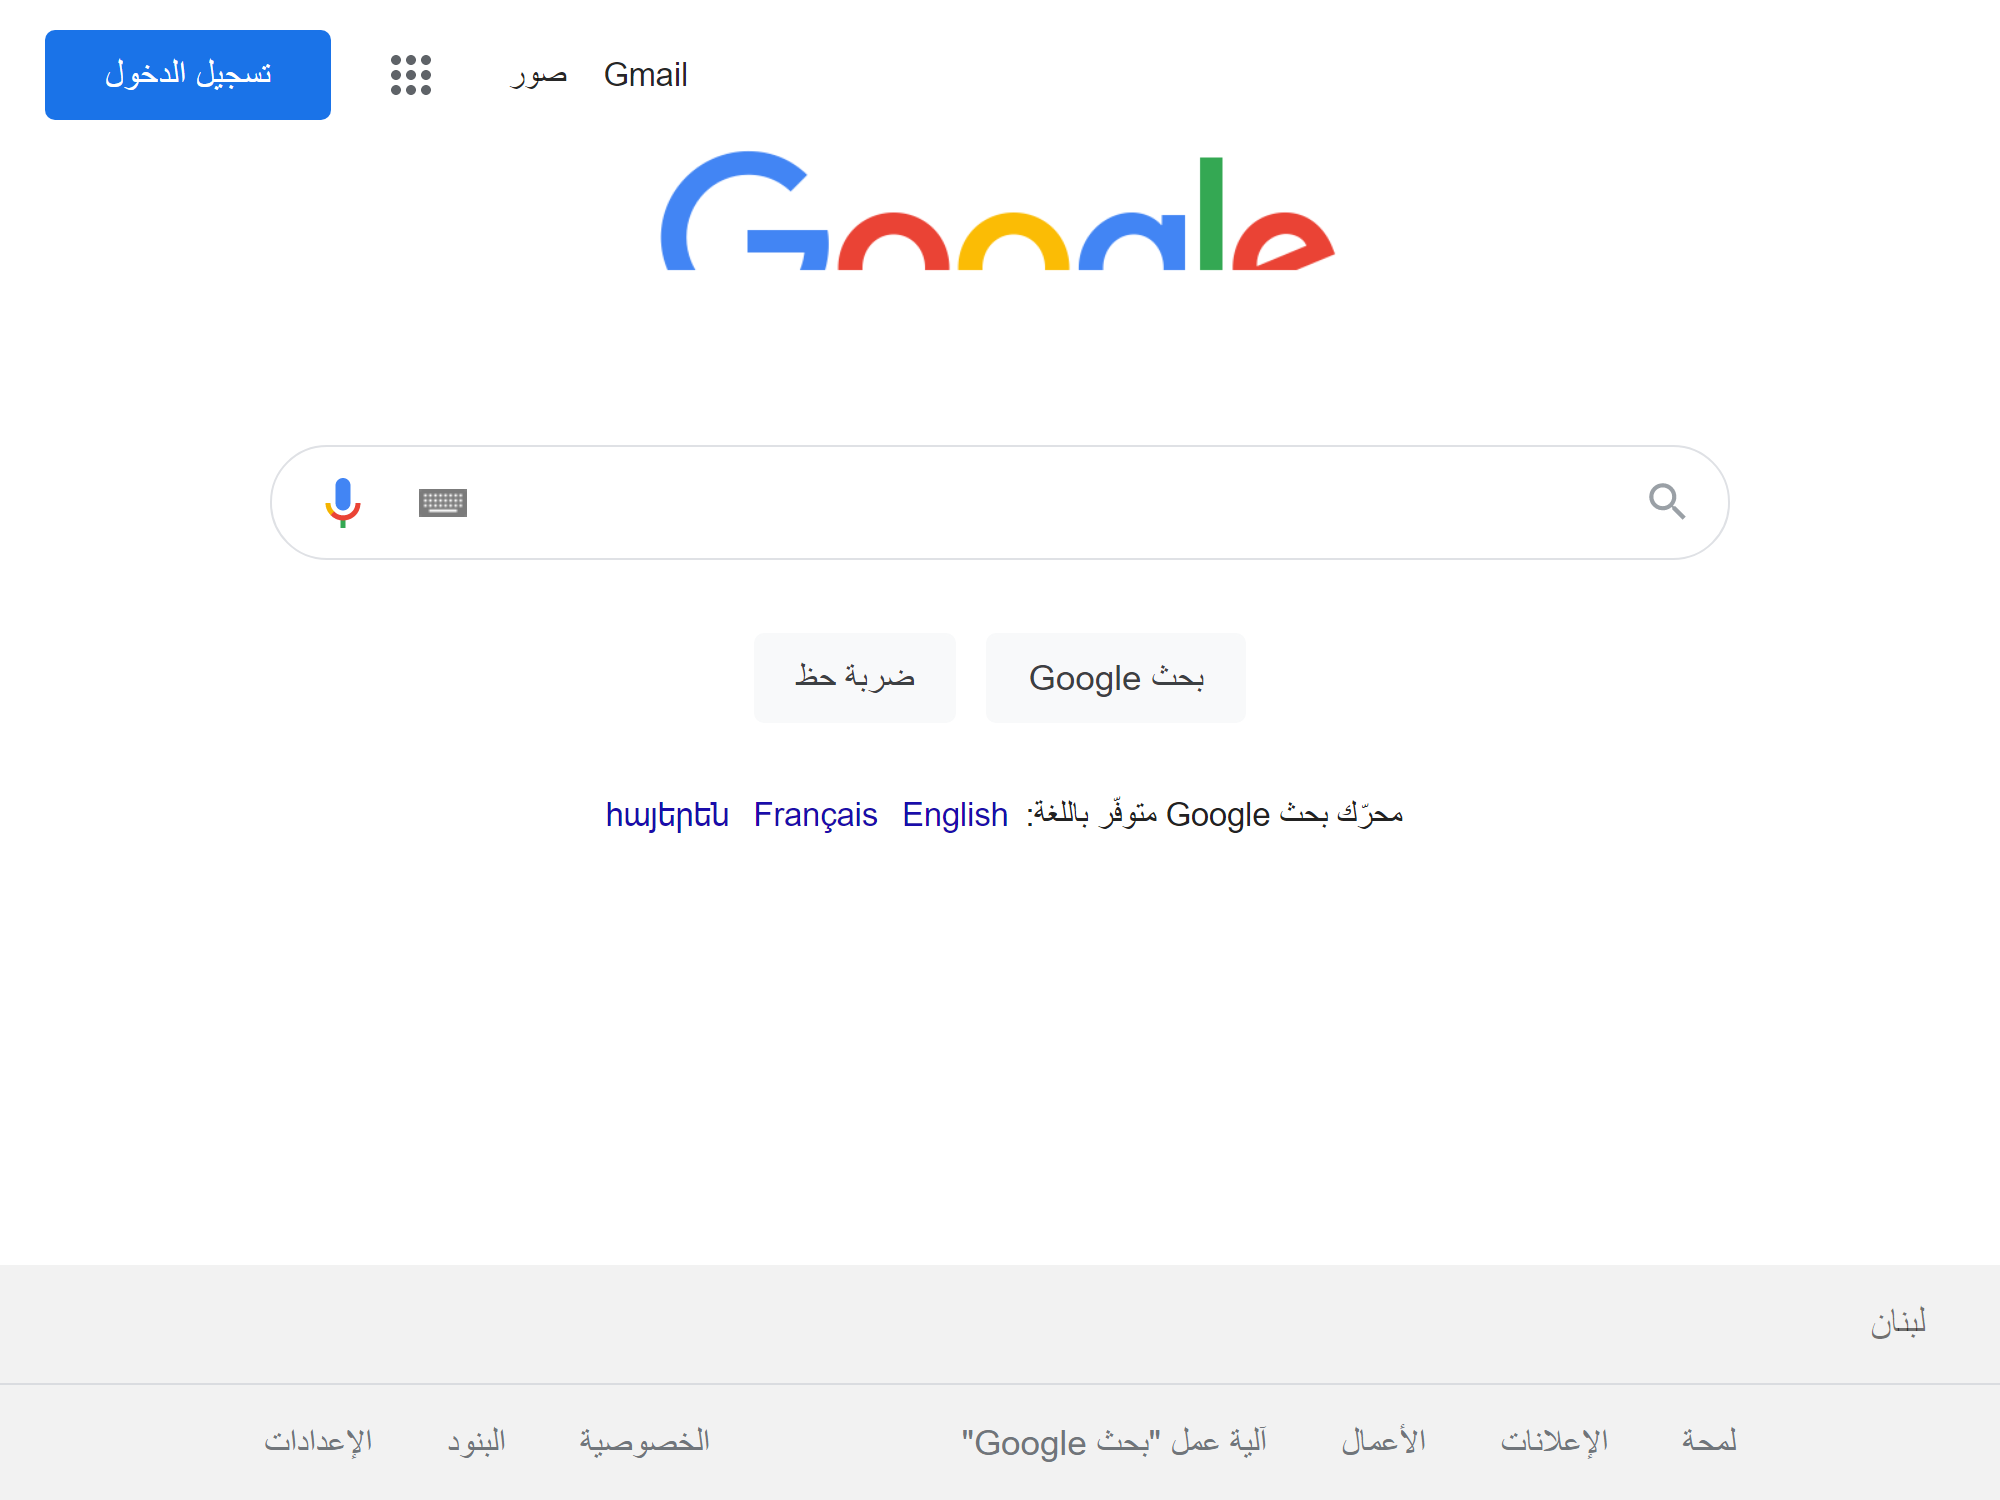 Gmail صور تسجيل الدخول
Google
بحث Google ضربة حظ
محرّك بحث Google متوفّر باللغة: English Français հայերեն
لبنان
لمحة الإعلانات الأعمال آلية عمل "بحث Google" الخصوصية البنود الإعدادات